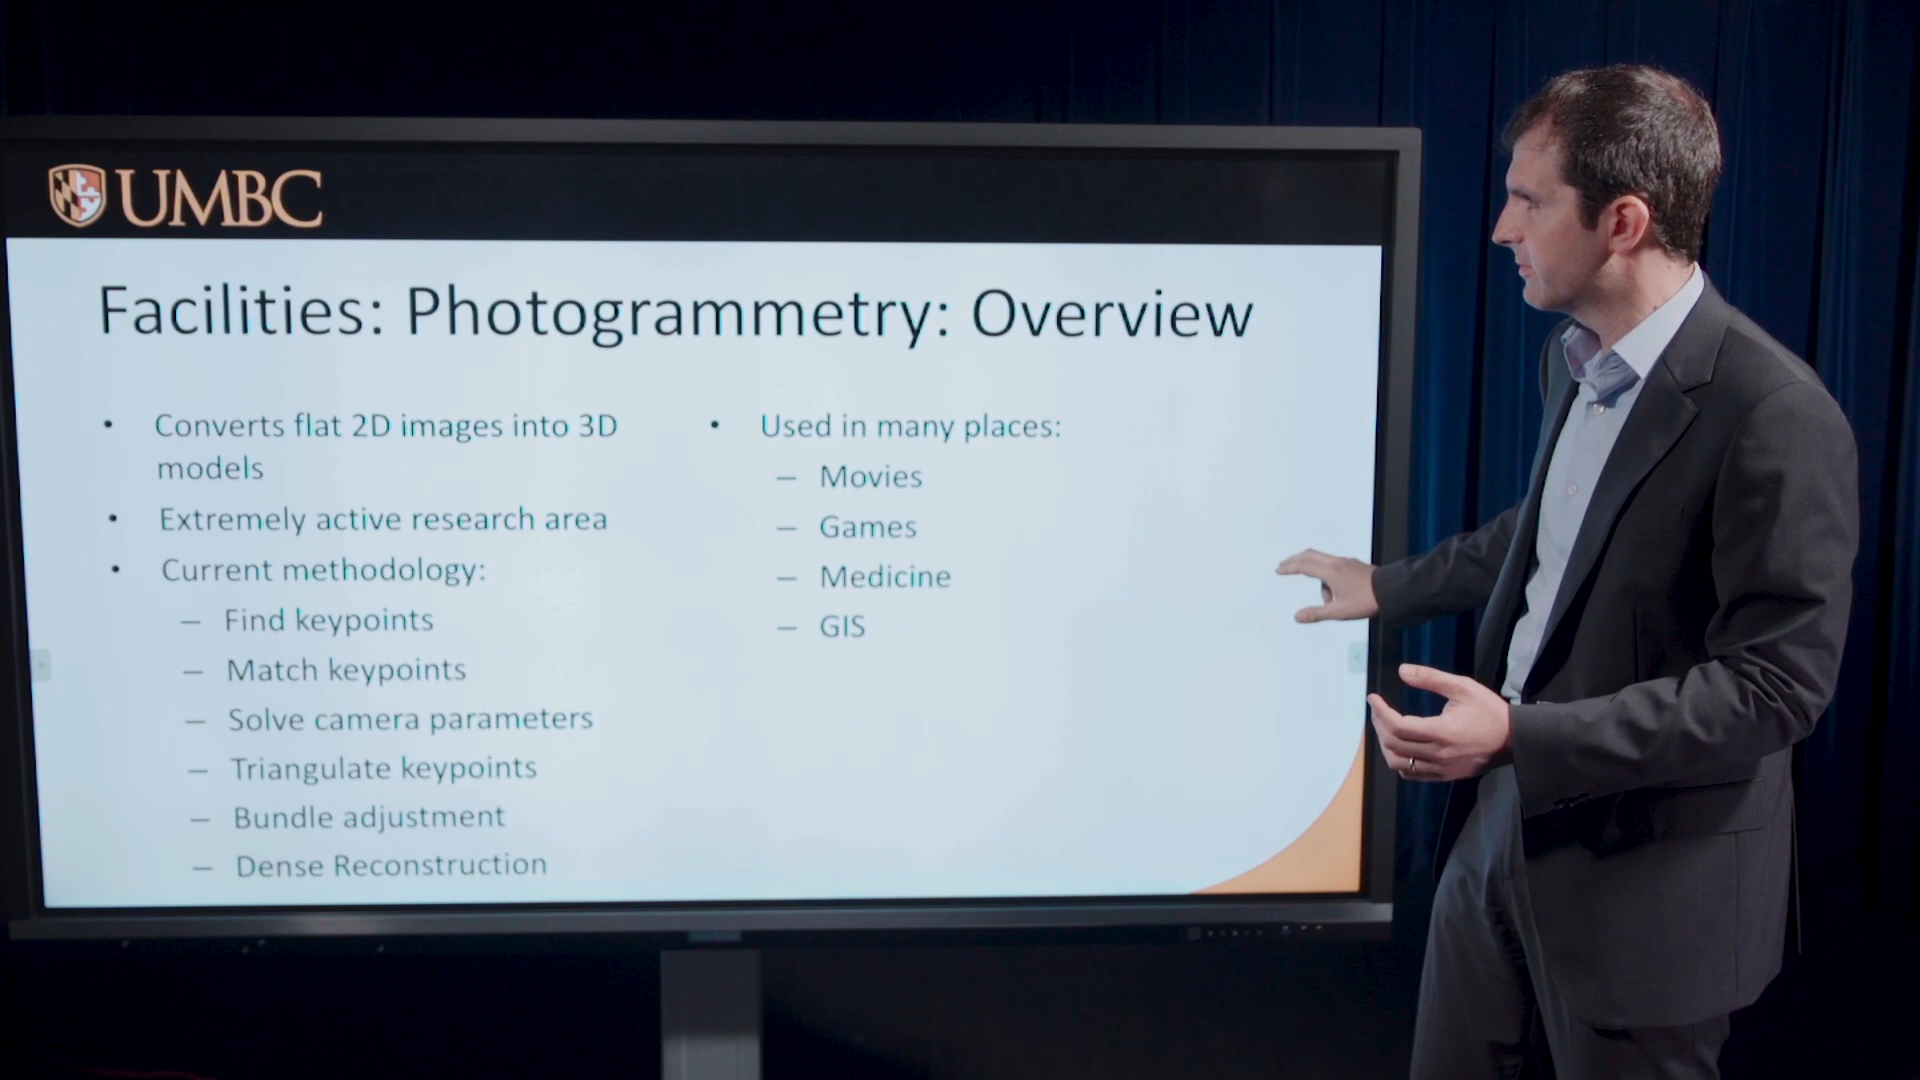 UMBC
Facilities: Photogrammetry: Overview
• Converts flat 2D images into 3D
models
• Extremely active research area
• Current methodology:
– Find keypoints
– Match keypoints
– Solve camera parameters
– Triangulate keypoints
– Bundle adjustment
– Dense Reconstruction
• Used in many places:
– Movies
– Games
– Medicine
– GIS